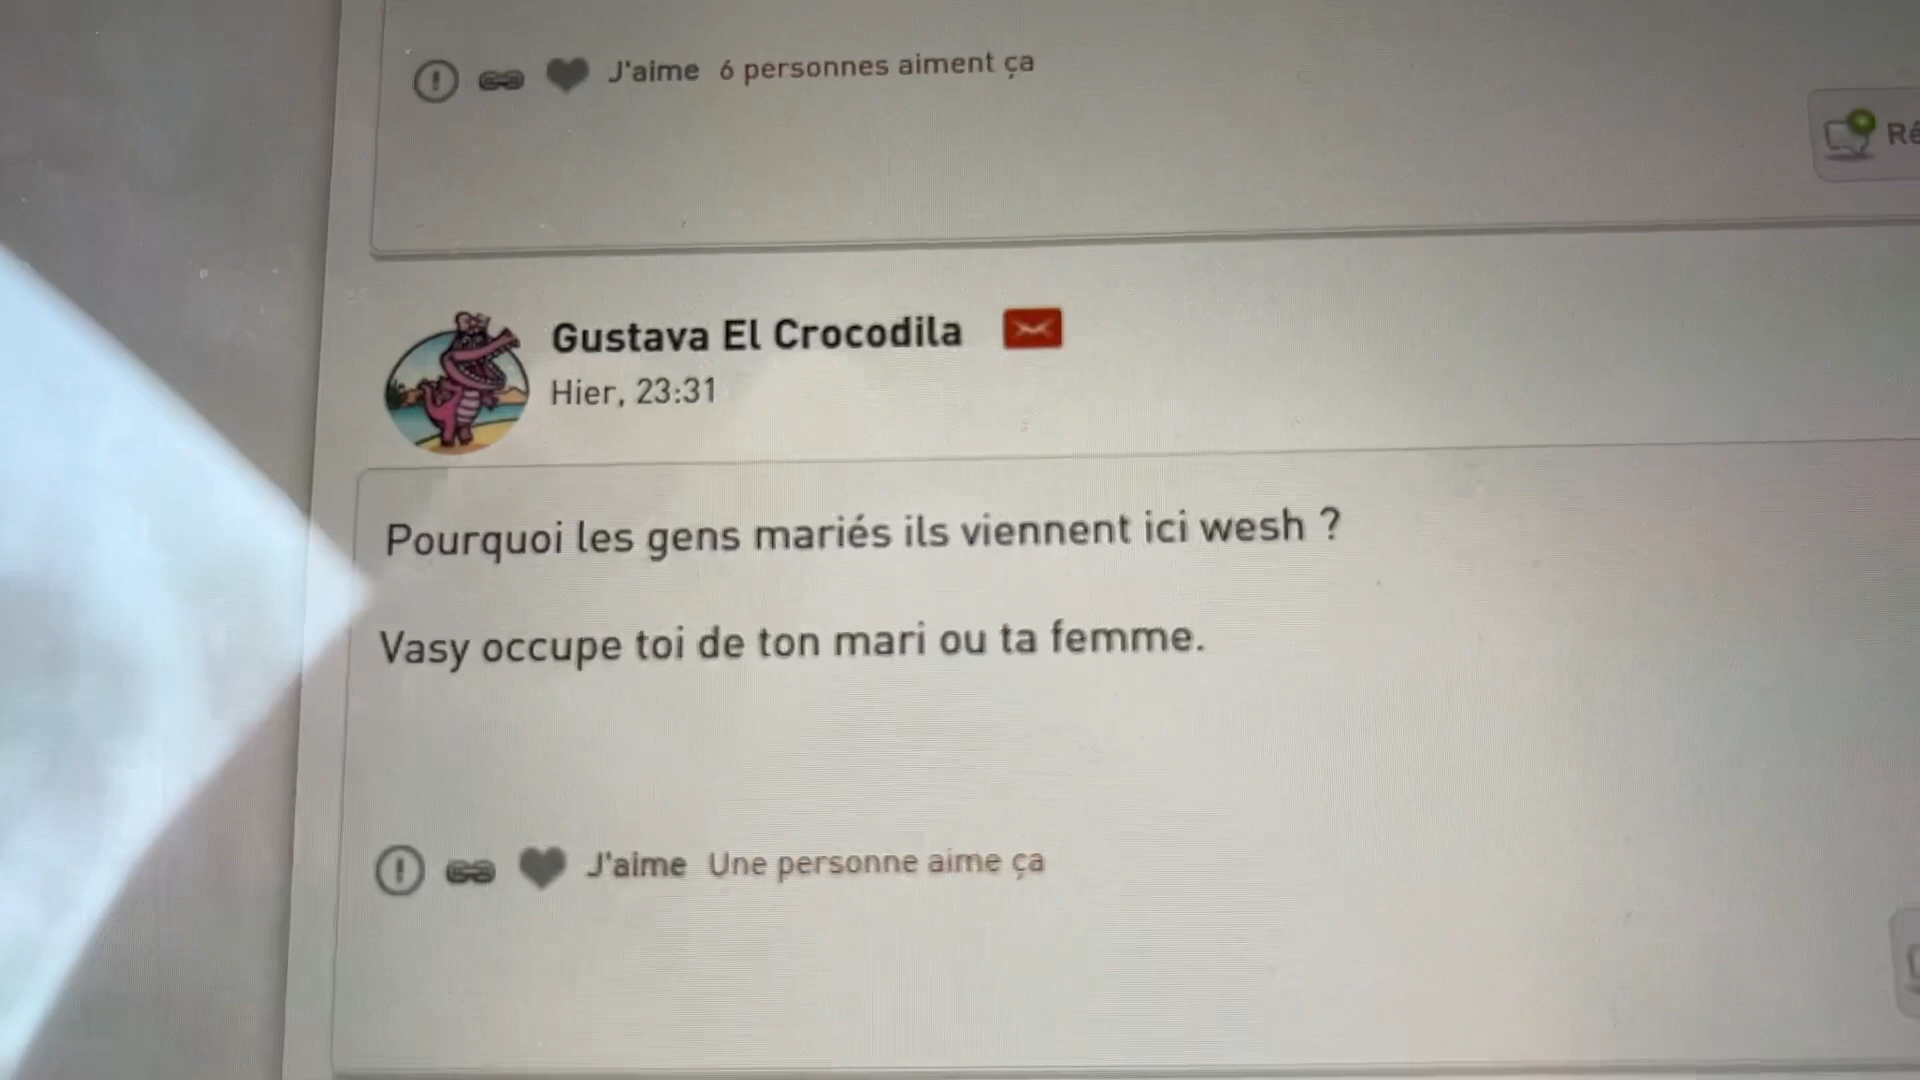 J'aime 6 personnes aiment ça
Ré
Gustava El Crocodila
Hier, 23:31
Pourquoi les gens mariés ils viennent ici wesh ?
Vasy occupe toi de ton mari ou ta femme.
J'aime Une personne aime ça